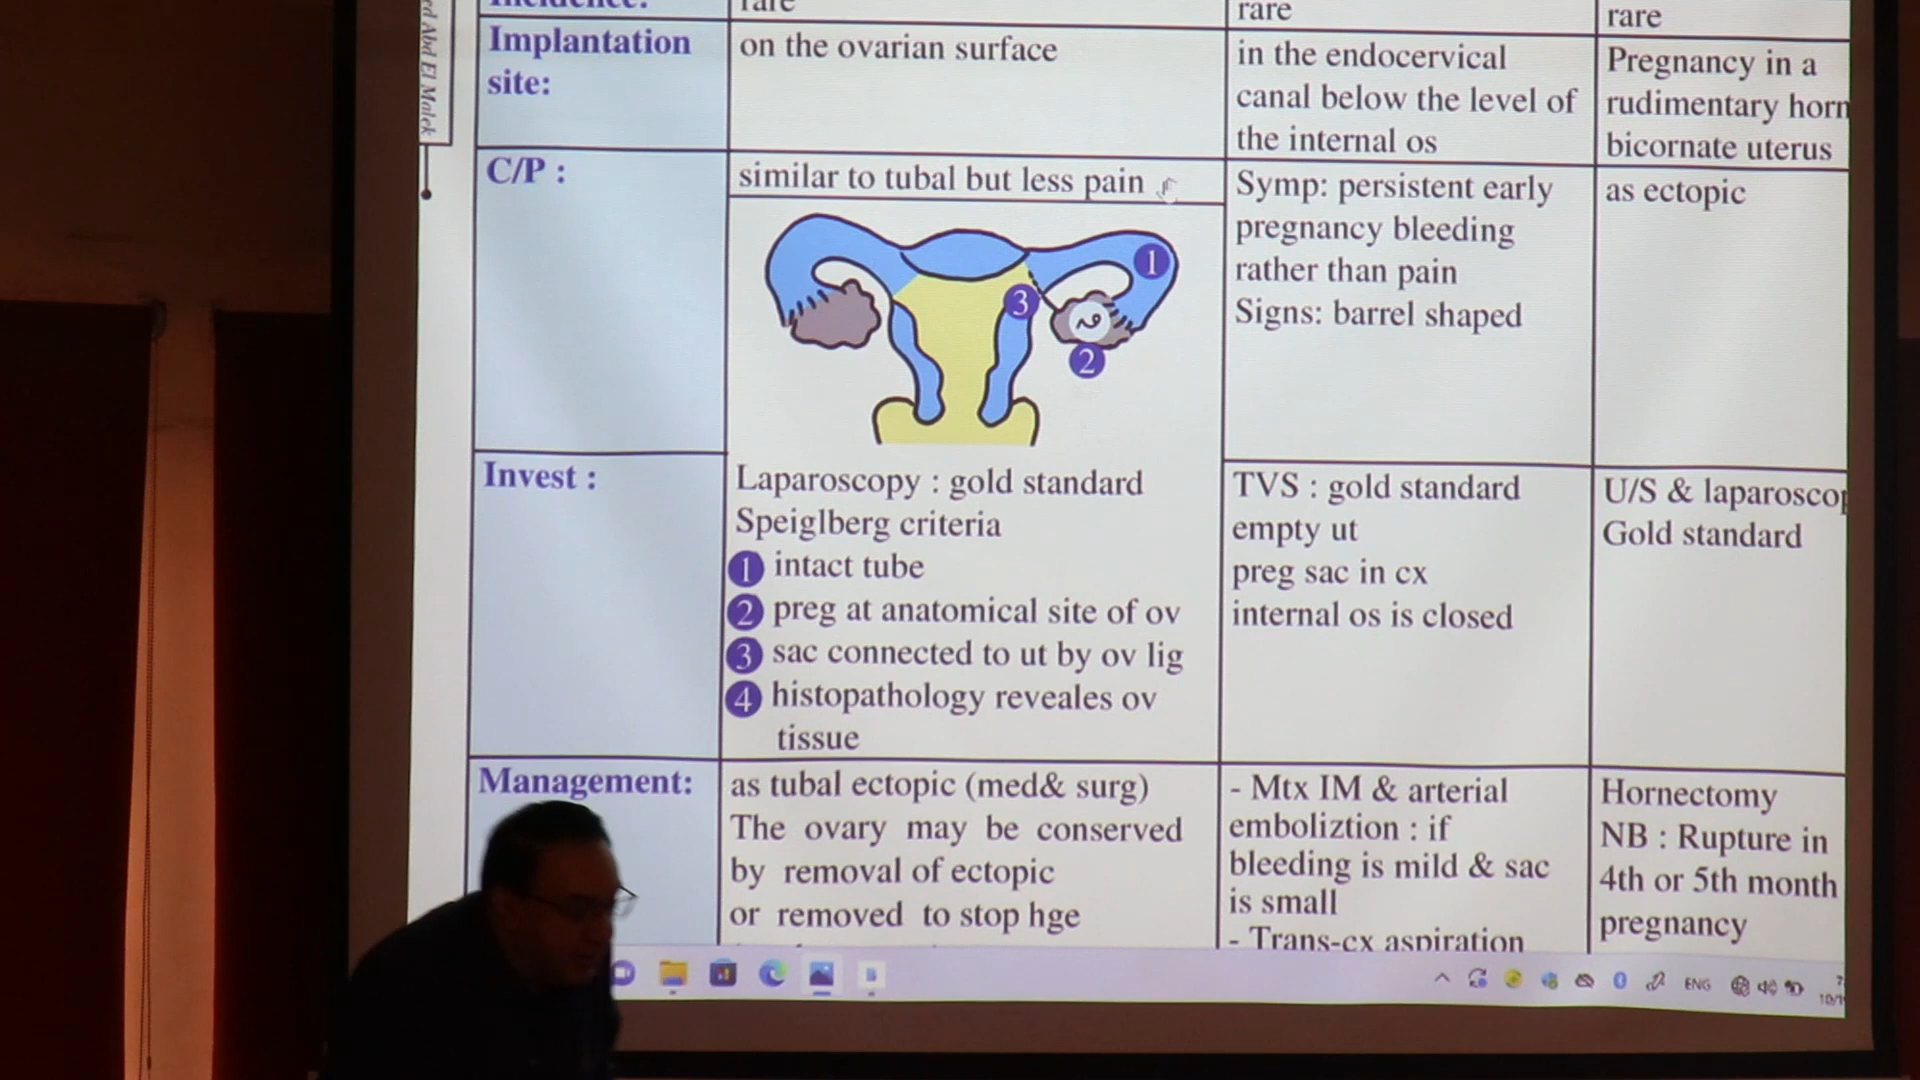 rare
rare
Implantation
site:
on the ovarian surface
in the endocervical
canal below the level of
the internal os
Pregnancy in a
rudimentary horn
bicornate uterus
C/P :
similar to tubal but less pain
Symp: persistent early
pregnancy bleeding
rather than pain
Signs: barrel shaped
as ectopic
1
3
2
Invest :
Laparoscopy : gold standard
Speiglberg criteria
1 intact tube
2 preg at anatomical site of ov
3 sac connected to ut by ov lig
4 histopathology reveales ov
tissue
TVS : gold standard
empty ut
preg sac in cx
internal os is closed
U/S &
Gold standard
Management:
as tubal ectopic (med& surg)
The ovary may be conserved
by removal of ectopic
or removed to stop hge
- Mtx IM & arterial
emboliztion : if
bleeding is mild & sac
is small
- Trans-cx aspiration
Hornectomy
NB : Rupture in
4th or 5th month
pregnancy
Abd El Malek
ENG